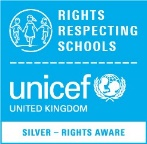 RIGHTS
RESPECTING
SCHOOLS
unicef
UNITED KINGDOM
SILVER – RIGHTS AWARE